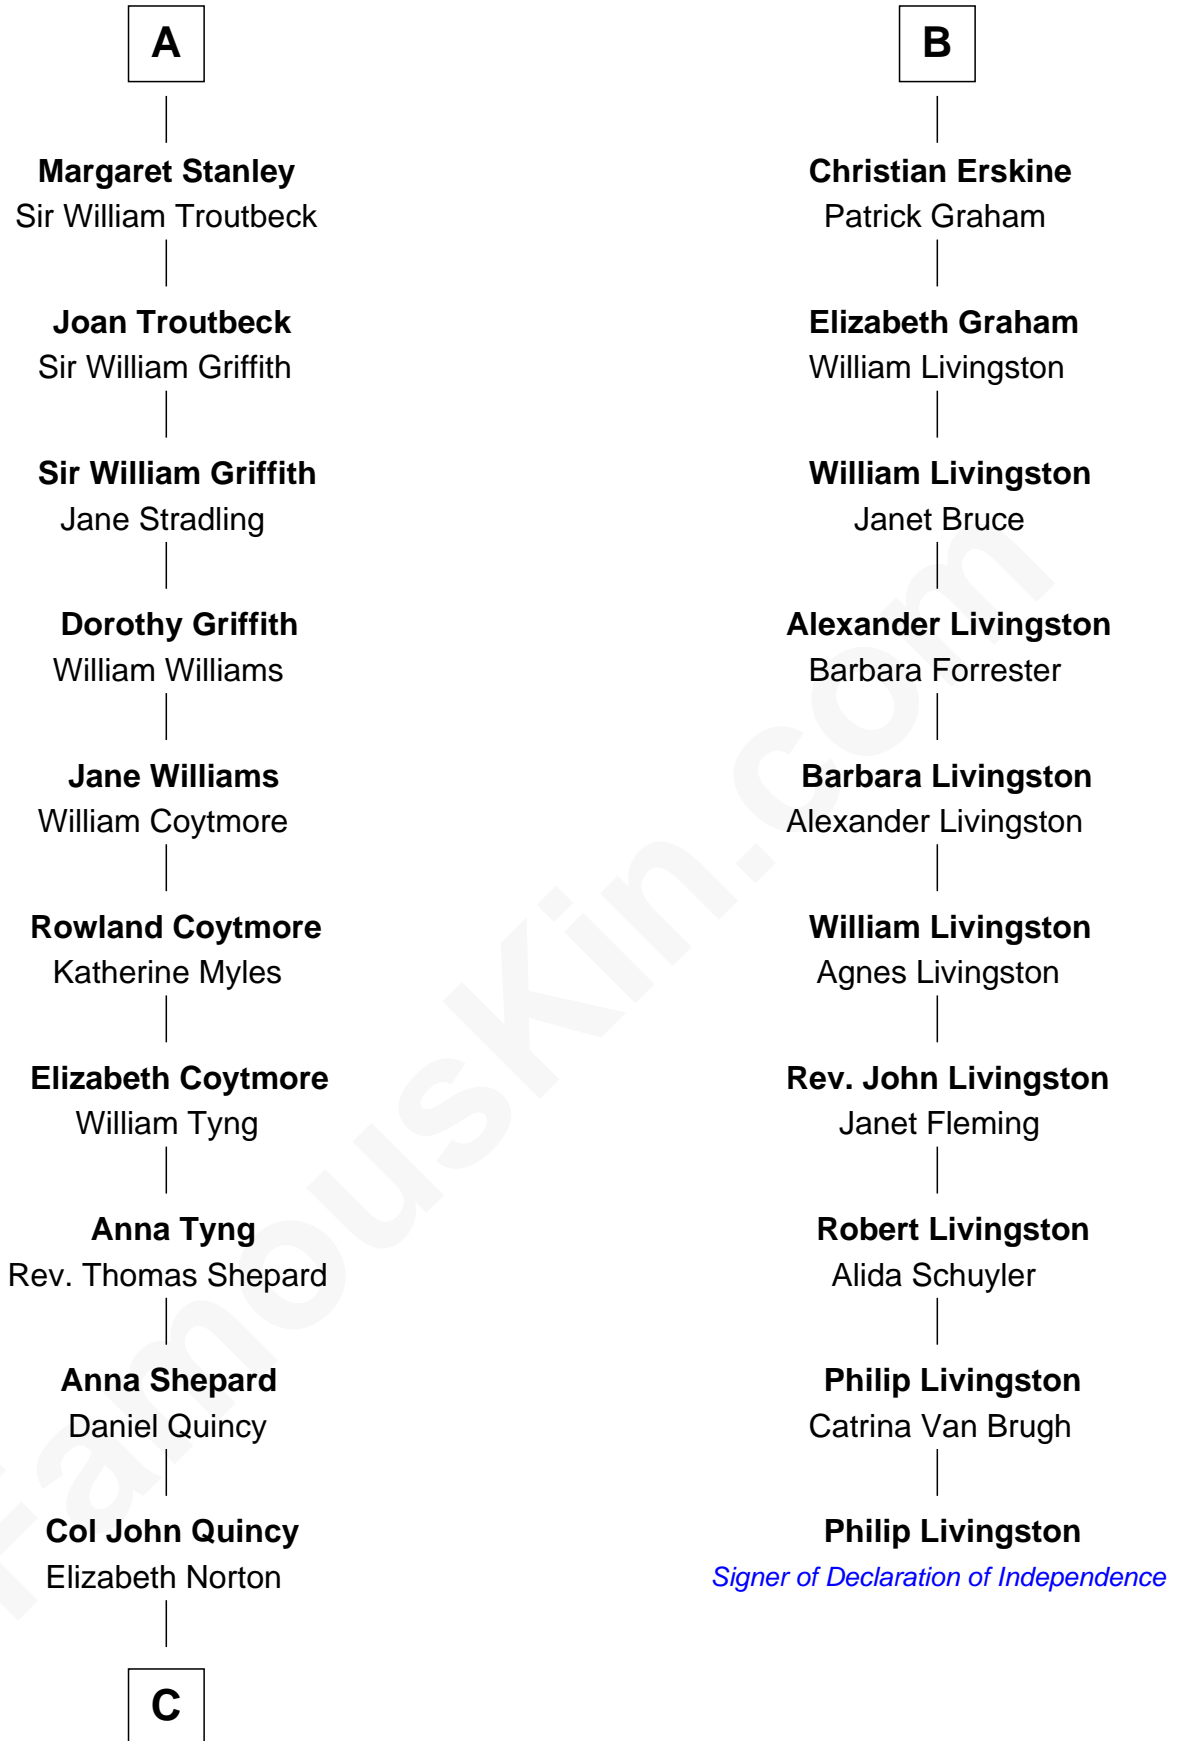 A
Margaret Stanley
Sir William Troutbeck
Joan Troutbeck
Sir William Griffith
Sir William Griffith
Jane Stradling
Dorothy Griffith
William Williams
Jane Williams
William Coytmore
Rowland Coytmore
Katherine Myles
Elizabeth Coytmore
William Tyng
Anna Tyng
Rev. Thomas Shepard
Anna Shepard
Daniel Quincy
Col John Quincy
Elizabeth Norton
C
B
Christian Erskine
Patrick Graham
Elizabeth Graham
William Livingston
William Livingston
Janet Bruce
Alexander Livingston
Barbara Forrester
Barbara Livingston
Alexander Livingston
William Livingston
Agnes Livingston
Rev. John Livingston
Janet Fleming
Robert Livingston
Alida Schuyler
Philip Livingston
Catrina Van Brugh
Philip Livingston
Signer of Declaration of Independence
FamousKin.com